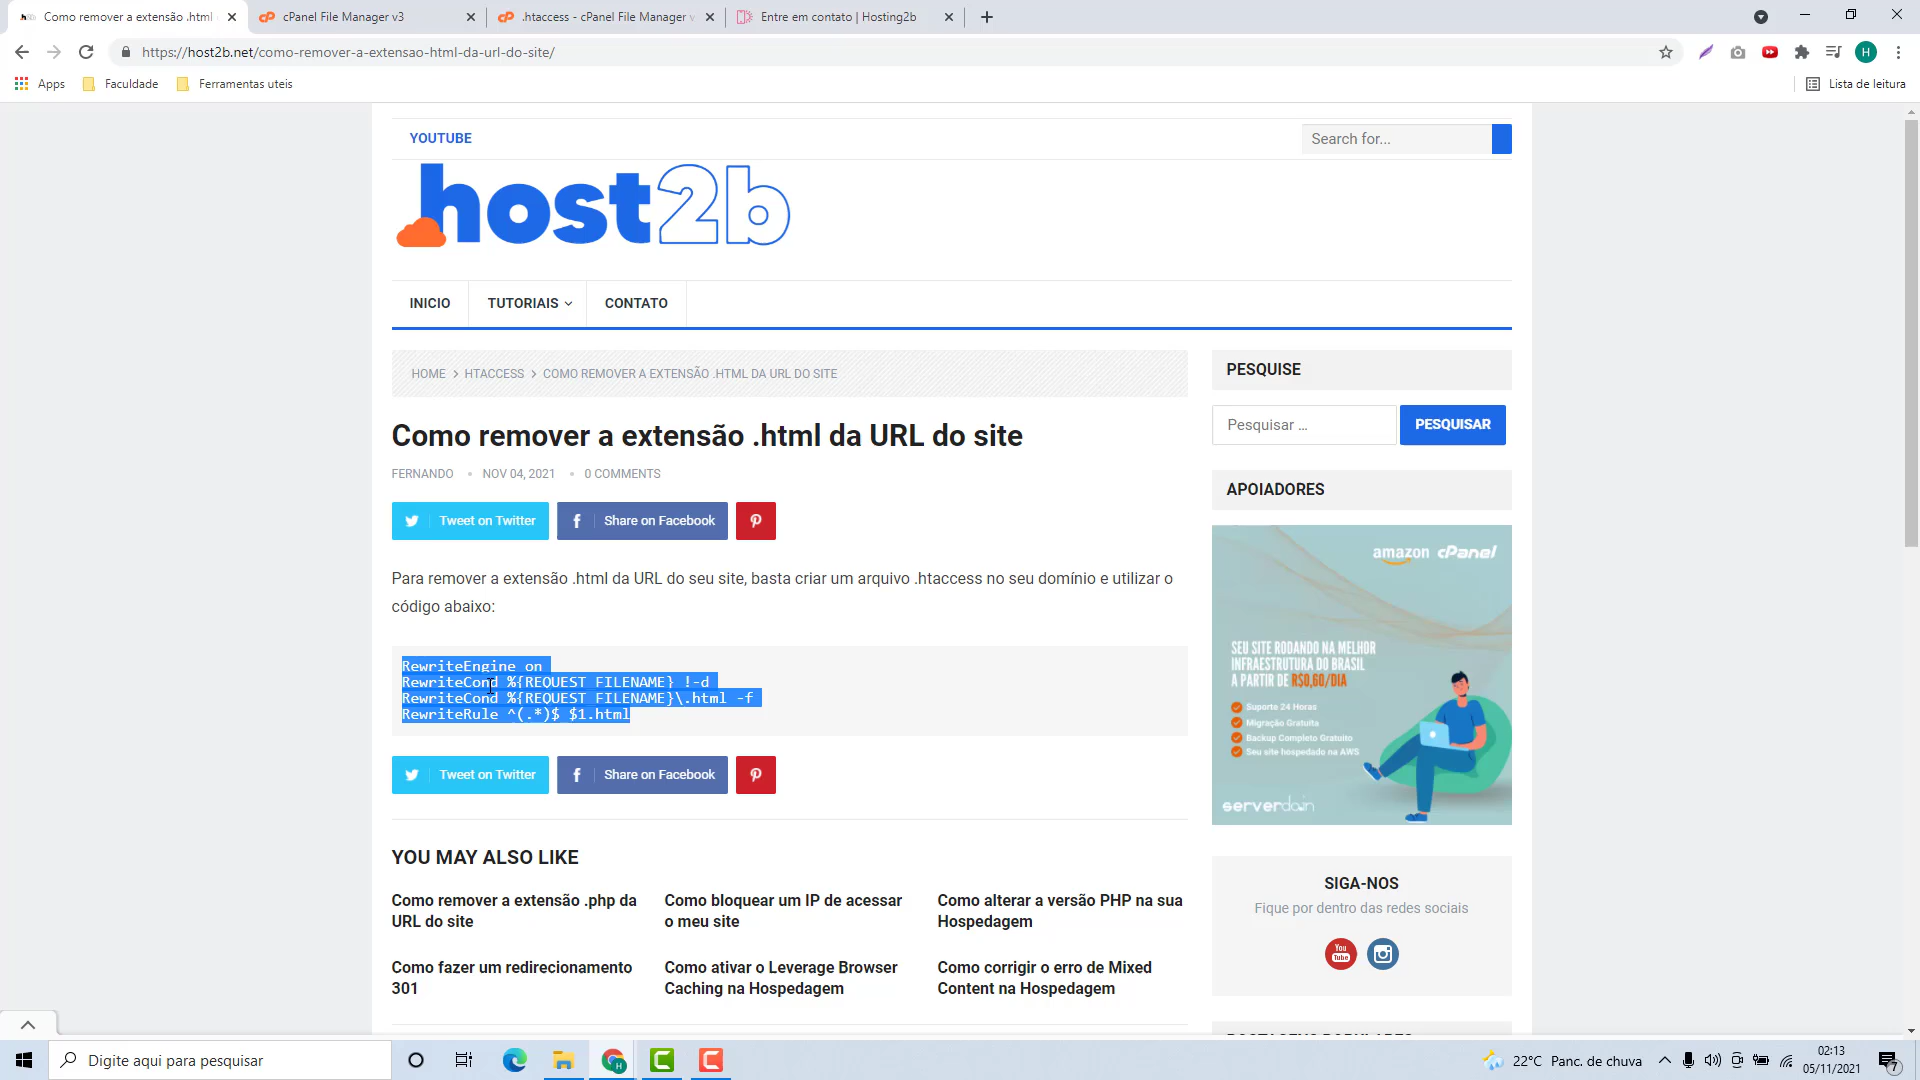 Como remover a extensão .html
cPanel File Manager v3
.htaccess - cPanel File Manager v
Entre em contato | Hosting2b
https://host2b.net/como-remover-a-extensao-html-da-url-do-site/
H
Apps
Faculdade
Ferramentas uteis
Lista de leitura
YOUTUBE
Search for...
host2b
INICIO
TUTORIAIS
CONTATO
HOME > HTACCESS > COMO REMOVER A EXTENSÃO .HTML DA URL DO SITE
Como remover a extensão .html da URL do site
FERNANDO • NOV 04, 2021 • 0 COMMENTS
Tweet on Twitter
Share on Facebook
Para remover a extensão .html da URL do seu site, basta criar um arquivo .htaccess no seu domínio e utilizar o
código abaixo:
RewriteEngine on
RewriteCond %{REQUEST_FILENAME} !-d
RewriteCond %{REQUEST_FILENAME}\.html -f
RewriteRule ^(.*)$ $1.html
Tweet on Twitter
Share on Facebook
YOU MAY ALSO LIKE
Como remover a extensão .php da
URL do site
Como bloquear um IP de acessar
o meu site
Como alterar a versão PHP na sua
Hospedagem
Como fazer um redirecionamento
301
Como ativar o Leverage Browser
Caching na Hospedagem
Como corrigir o erro de Mixed
Content na Hospedagem
PESQUISE
Pesquisar …
PESQUISAR
APOIADORES
amazon cPanel
SEU SITE RODANDO NA MELHOR
INFRAESTRUTURA DO BRASIL
A PARTIR DE R$0,60/DIA
Suporte 24 Horas
Migração Gratuita
Backup Completo Gratuito
Seu site hospedado na AWS
serverdo.in
SIGA-NOS
Fique por dentro das redes sociais
You
Tube
Digite aqui para pesquisar
H
22°C Panc. de chuva
02:13
05/11/2021
7